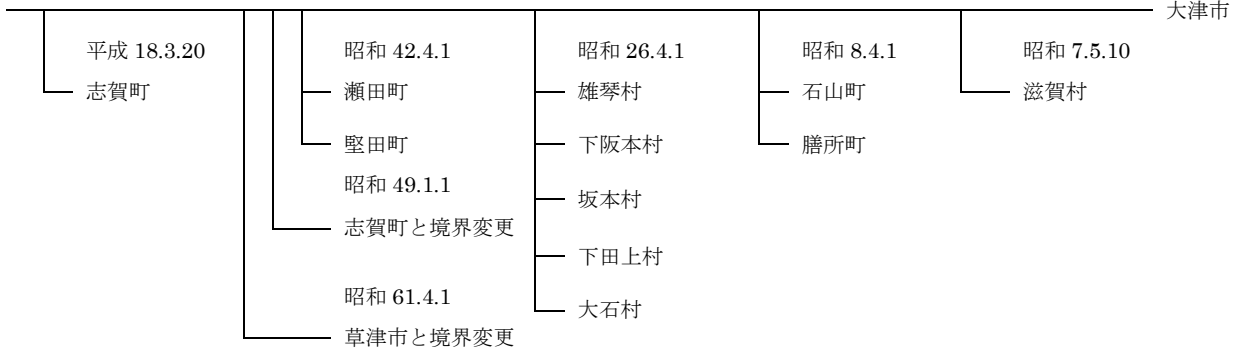 大津市
平成 18.3.20
志賀町
昭和 42.4.1
瀬田町
堅田町
昭和 49.1.1
志賀町と境界変更
昭和 61.4.1
草津市と境界変更
昭和 26.4.1
雄琴村
下阪本村
坂本村
下田上村
大石村
昭和 8.4.1
石山町
膳所町
昭和 7.5.10
滋賀村